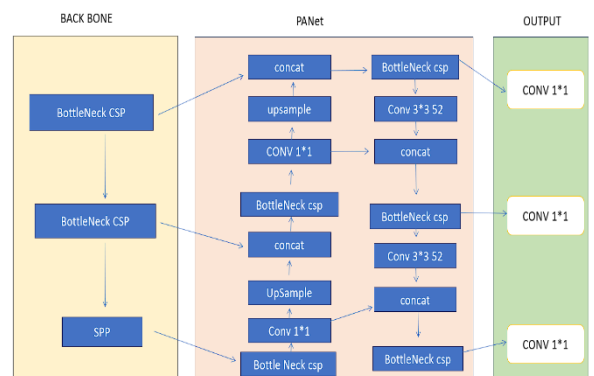 BACK BONE
PANet
OUTPUT
BottleNeck CSP
BottleNeck CSP
SPP
concat
upsample
CONV 1*1
BottleNeck csp
concat
UpSample
Conv 1*1
Bottle Neck csp
BottleNeck csp
Conv 3*3 52
concat
BottleNeck csp
Conv 3*3 52
concat
BottleNeck csp
CONV 1*1
CONV 1*1
CONV 1*1